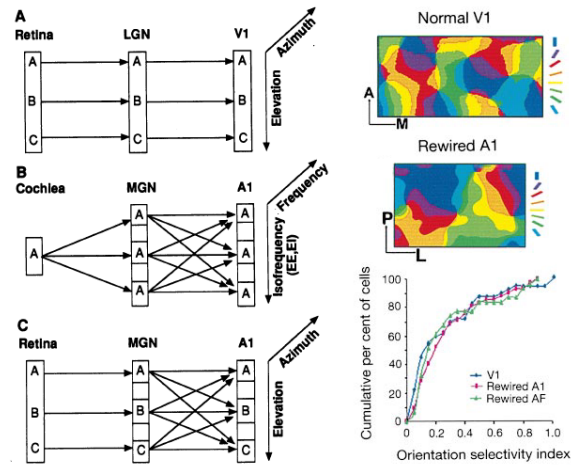 A
Retina LGN V1
Azimuth
Elevation
A A A
B B B
C C C
B
Cochlea MGN A1
Frequency
Isofrequency
(EE,EI)
A A A
A A
A A
C
Retina MGN A1
Azimuth
Elevation
A A A
B B B
C C C
Normal V1
A
M
Rewired A1
P
L
Cumulative per cent of cells
100
80
60
40
20
0
V1
Rewired A1
Rewired AF
0 0.2 0.4 0.6 0.8 1.0
Orientation selectivity index